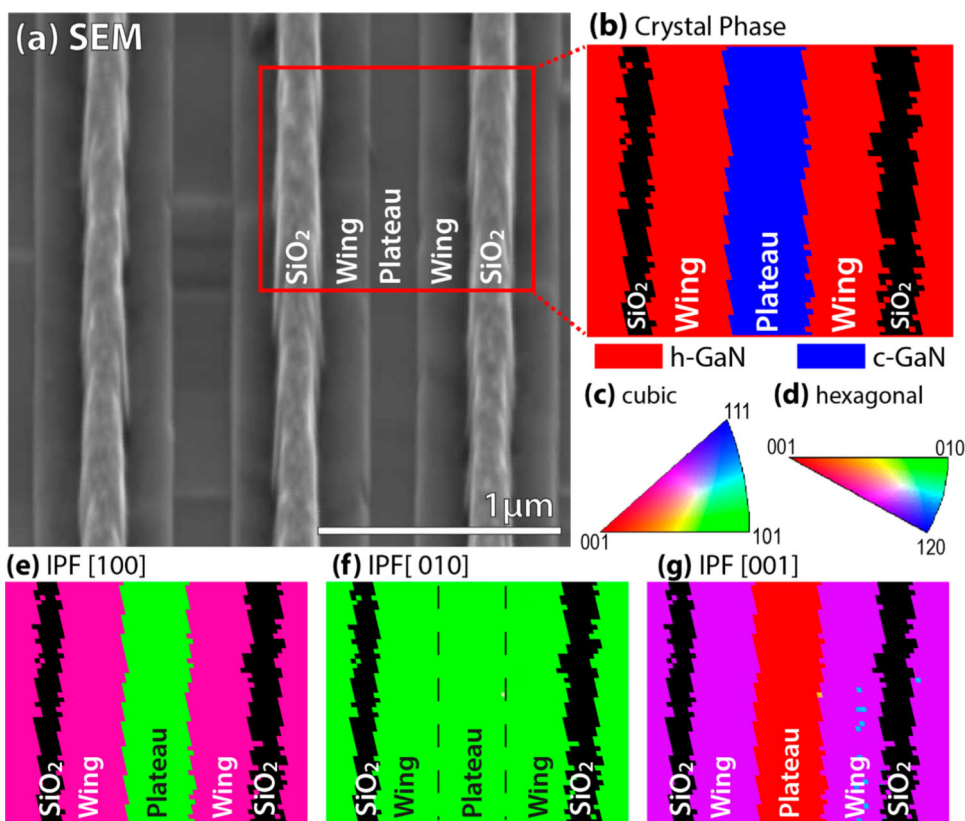 (a) SEM
SiO₂
Wing
Plateau
Wing
SiO₂
1μm
(b) Crystal Phase
SiO₂
Wing
Plateau
Wing
SiO₂
h-GaN
c-GaN
(c) cubic
111
001
101
(d) hexagonal
001
010
120
(e) IPF [100]
SiO₂
Wing
Plateau
Wing
SiO₂
(f) IPF[ 010]
SiO₂
Wing
Plateau
Wing
SiO₂
(g) IPF [001]
SiO₂
Wing
Plateau
Wing
SiO₂